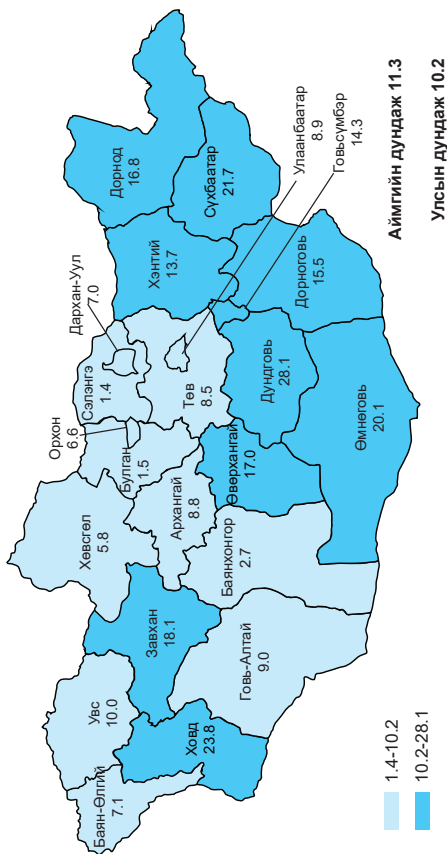 Баян-Өлгий
7.1
Увс
10.0
Ховд
23.8
Завхан
18.1
Говь-Алтай
9.0
Хөвсгөл
5.8
Архангай
8.8
Баянхонгор
2.7
Орхон
6.6
Булган
1.5
Өвөрхангай
17.0
Сэлэнгэ
1.4
Дархан-Уул
7.0
Төв
8.5
Дундговь
28.1
Өмнөговь
20.1
Хэнтий
13.7
Дорноговь
15.5
Дорнод
16.8
Сүхбаатар
21.7
Улаанбаатар
8.9
Говьсүмбэр
14.3
1.4-10.2
10.2-28.1
Аймгийн дундаж 11.3
Улсын дундаж 10.2